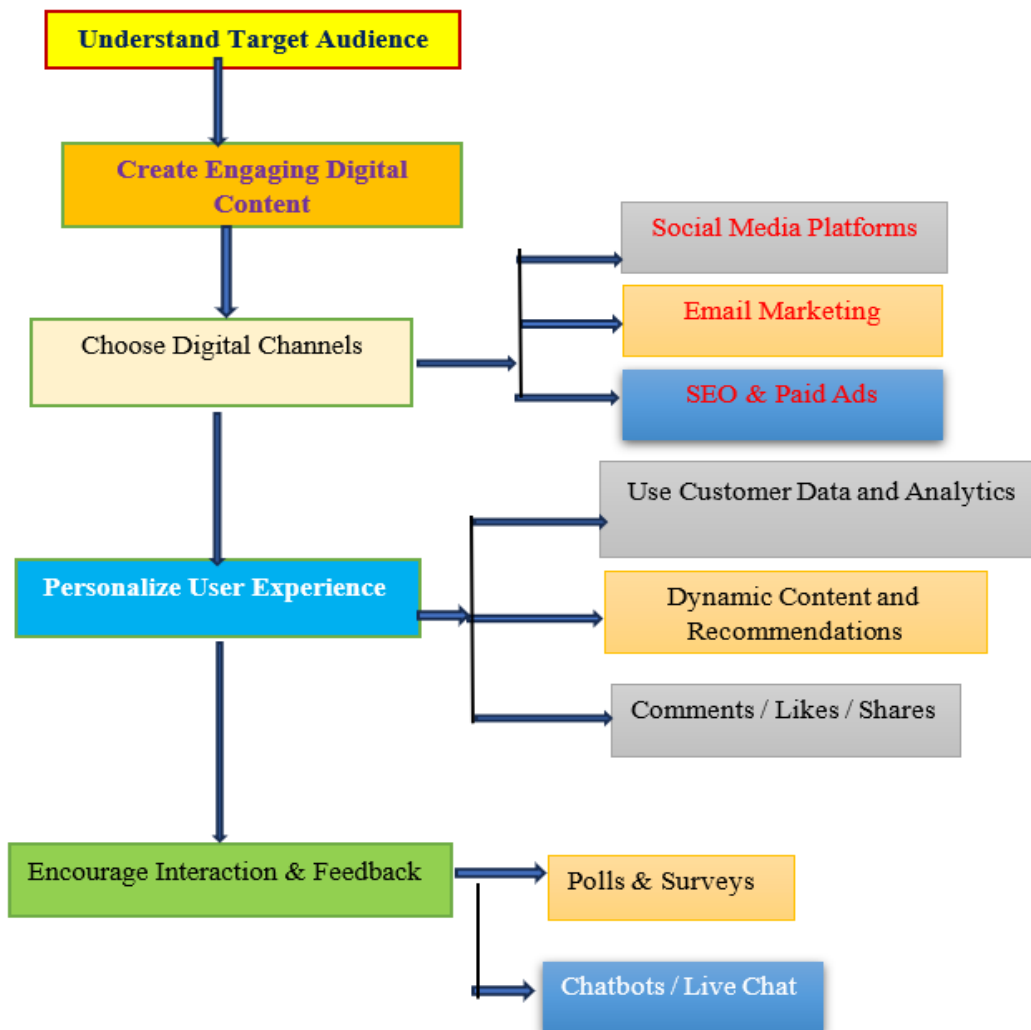 Understand Target Audience
Create Engaging Digital
Content
Social Media Platforms
Email Marketing
Choose Digital Channels
SEO & Paid Ads
Use Customer Data and Analytics
Personalize User Experience
Dynamic Content and
Recommendations
Comments / Likes / Shares
Encourage Interaction & Feedback
Polls & Surveys
Chatbots / Live Chat